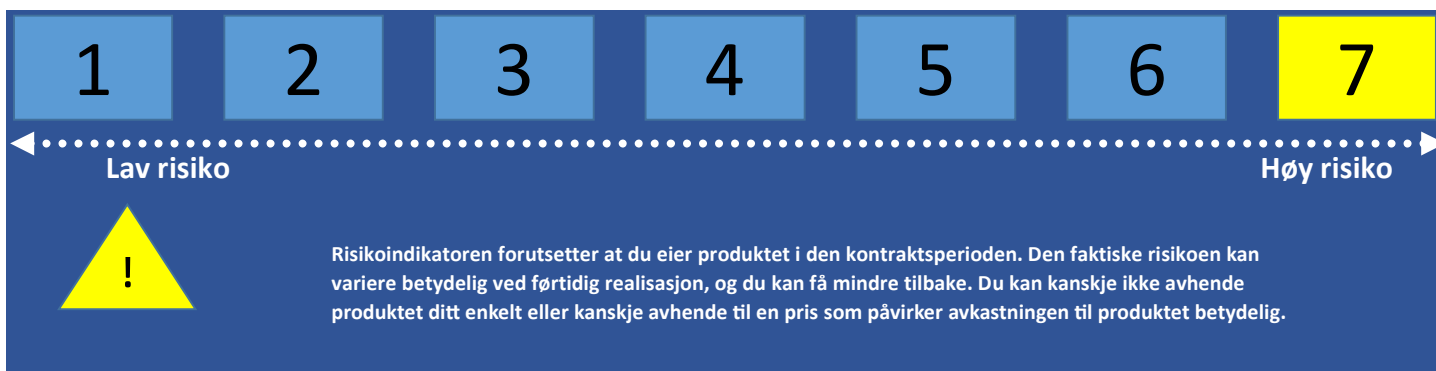 1 2 3 4 5 6 7
Lav risiko Høy risiko
!
Risikoindikatoren forutsetter at du eier produktet i den kontraktsperioden. Den faktiske risikoen kan
variere betydelig ved førtidig realisasjon, og du kan få mindre tilbake. Du kan kanskje ikke avhende
produktet ditt enkelt eller kanskje avhende til en pris som påvirker avkastningen til produktet betydelig.